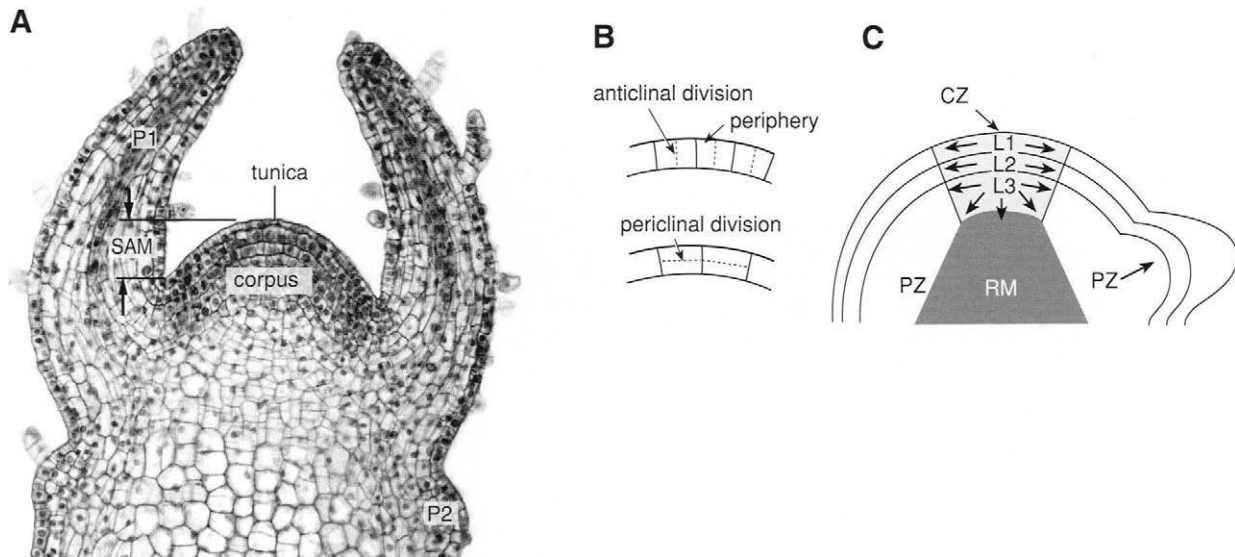 A
P1
tunica
SAM
corpus
P2
B
anticlinal division
periphery
periclinal division
C
CZ
L1
L2
L3
PZ
RM
PZ